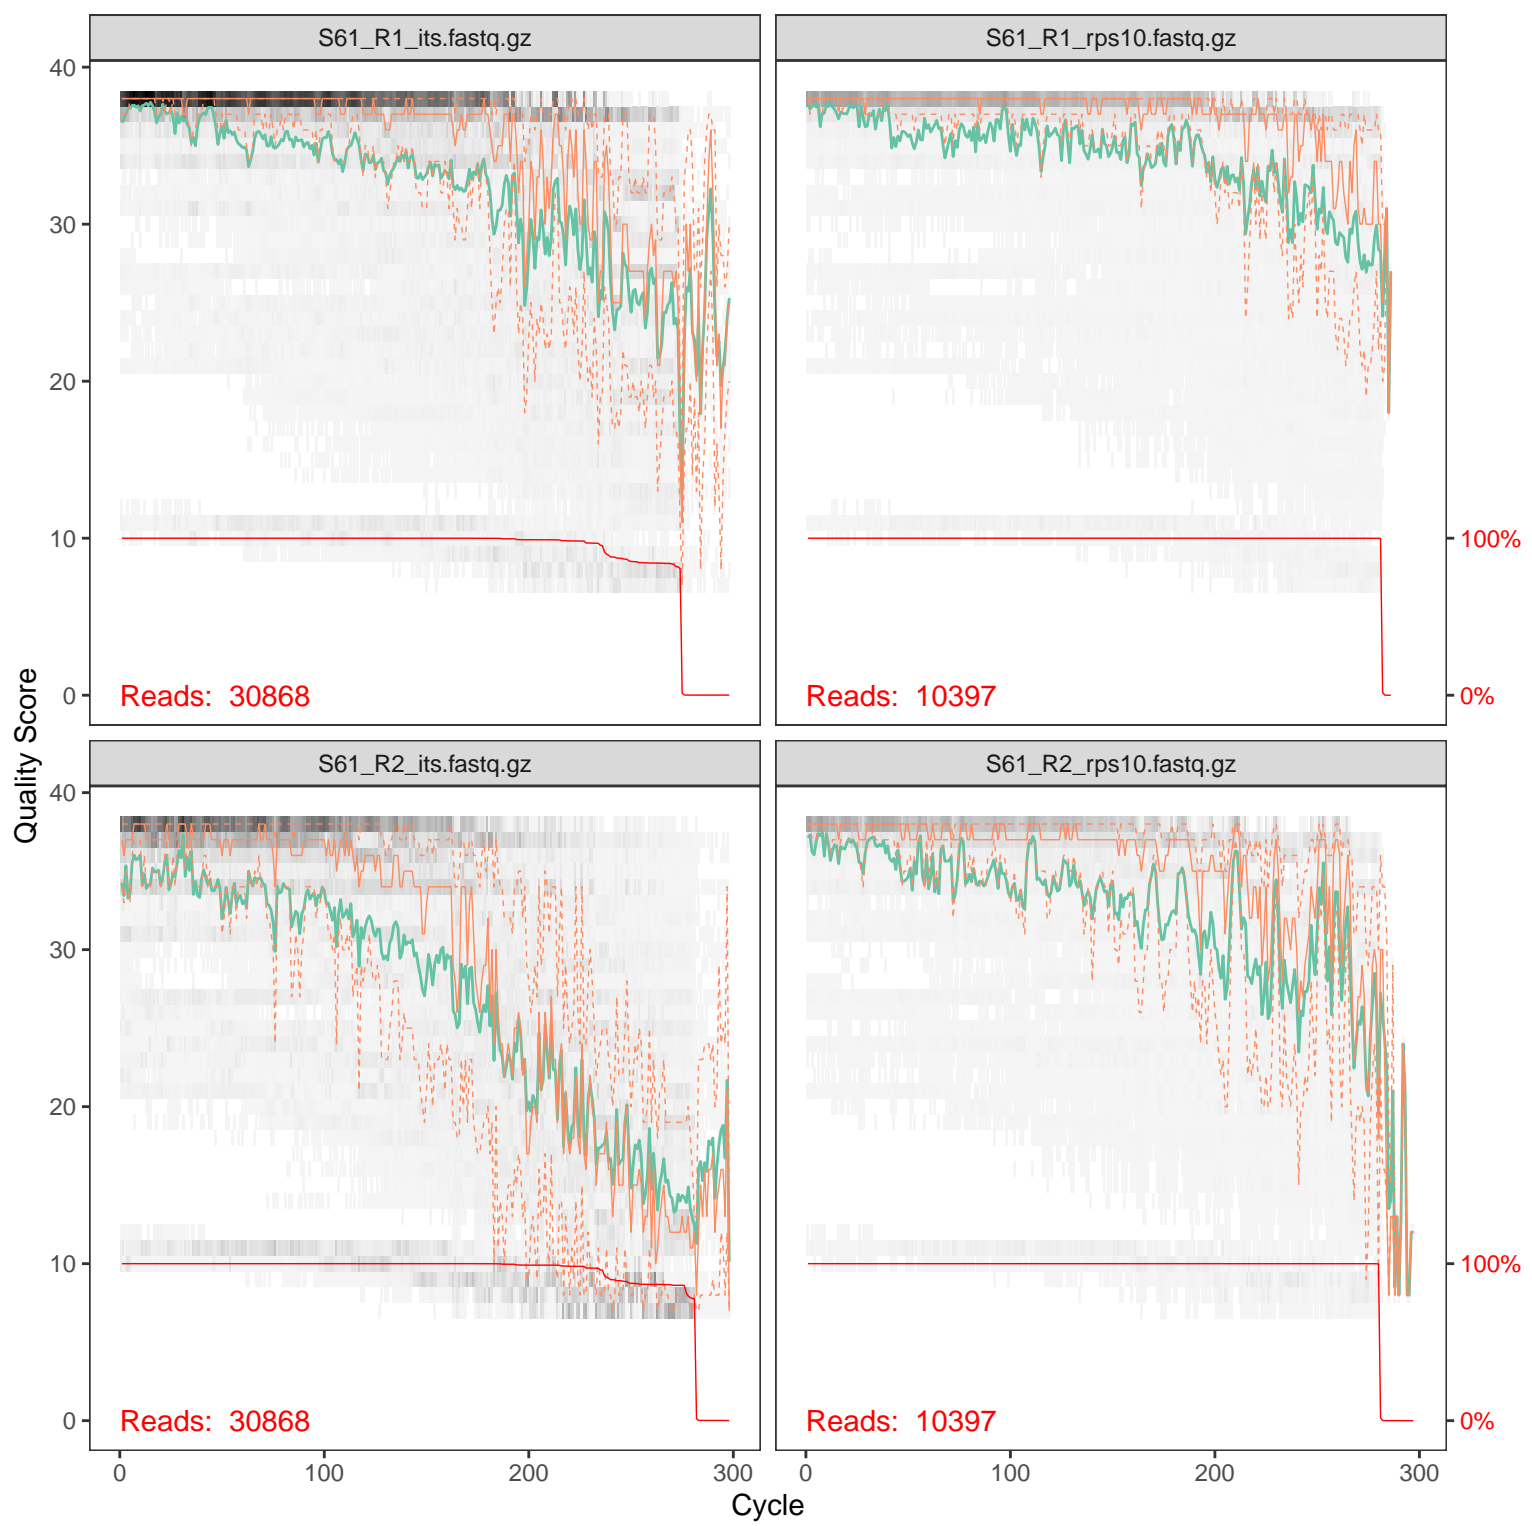 S61_R1_its.fastq.gz
S61_R1_rps10.fastq.gz
40
30
20
10
0
100%
0%
Reads: 30868
Reads: 10397
Quality Score
S61_R2_its.fastq.gz
S61_R2_rps10.fastq.gz
40
30
20
10
0
100%
0%
Reads: 30868
Reads: 10397
0 100 200 300
0 100 200 300
Cycle